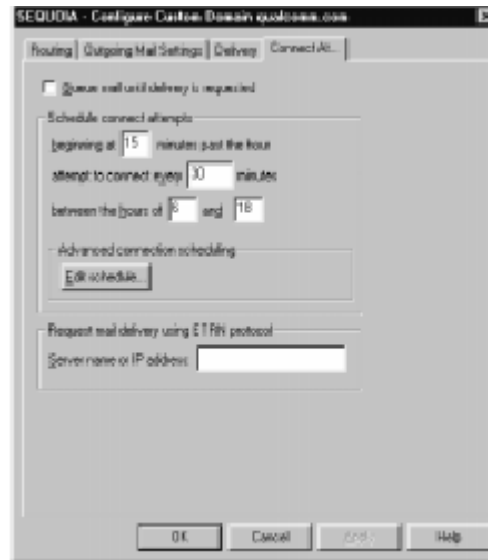 SEQUOIA - Configure Custom Domain qualcomm.com
Routing Outgoing Mail Settings Delivery Connect Att...
Queue mail until delivery is requested
Schedule connect attempts
beginning at 15 minutes past the hour
attempt to connect every 30 minutes
between the hours of 8 and 18
Advanced connection scheduling
Edit schedule...
Request mail delivery using ETRN protocol
Server name or IP address
OK Cancel Apply Help